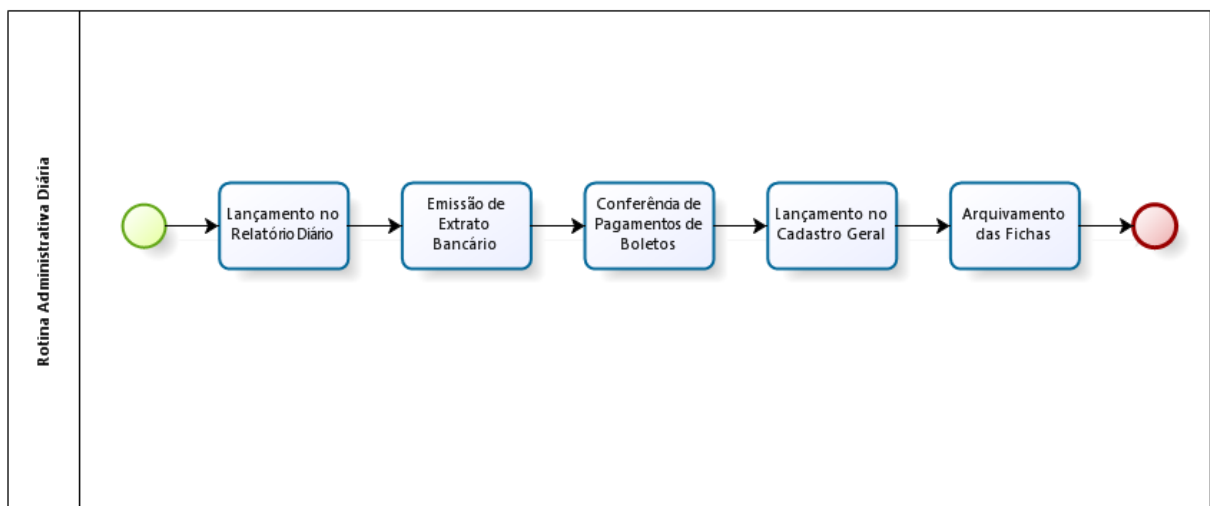 Rotina Administrativa Diária
Lançamento no
Relatório Diário
Emissão de
Extrato
Bancário
Conferência de
Pagamentos de
Boletos
Lançamento no
Cadastro Geral
Arquivamento
das Fichas